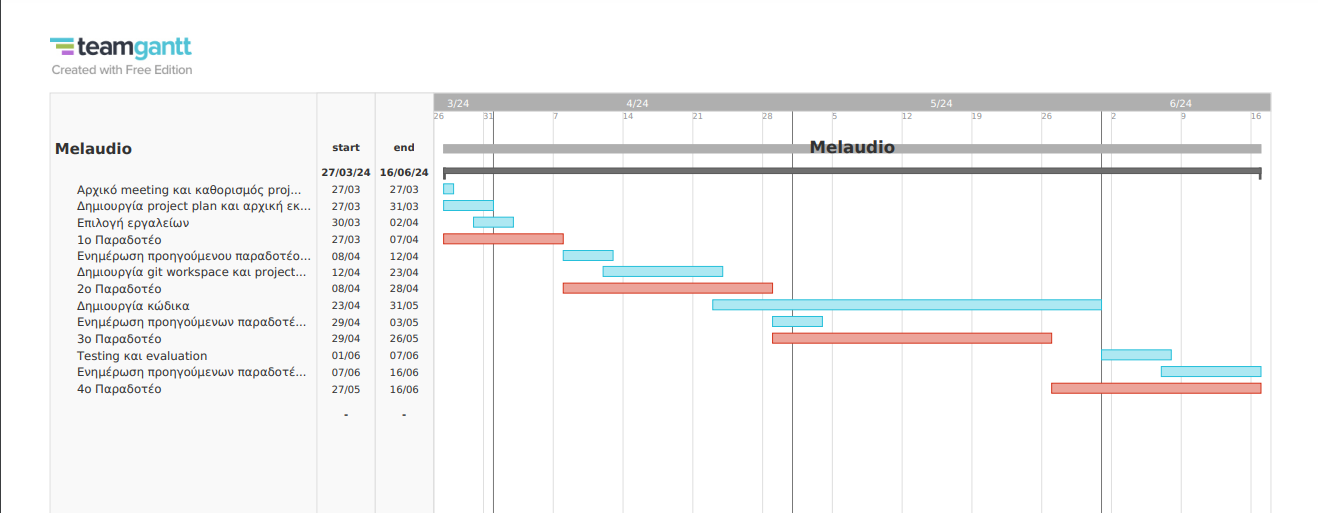 teamgantt
Created with Free Edition
3/24 4/24 5/24 6/24
26 31 7 14 21 28 5 12 19 26 2 9 16
Melaudio start end Melaudio
27/03/24 16/06/24
Αρχικό meeting και καθορισμός proj... 27/03 27/03
Δημιουργία project plan και αρχική εκ... 27/03 31/03
Επιλογή εργαλείων 30/03 02/04
1ο Παραδοτέο 27/03 07/04
Ενημέρωση προηγούμενου παραδοτέο... 08/04 12/04
Δημιουργία git workspace και project... 12/04 23/04
2ο Παραδοτέο 08/04 28/04
Δημιουργία κώδικα 23/04 31/05
Ενημέρωση προηγούμενων παραδοτέ... 29/04 03/05
3ο Παραδοτέο 29/04 26/05
Testing και evaluation 01/06 07/06
Ενημέρωση προηγούμενων παραδοτέ... 07/06 16/06
4ο Παραδοτέο 27/05 16/06
- -